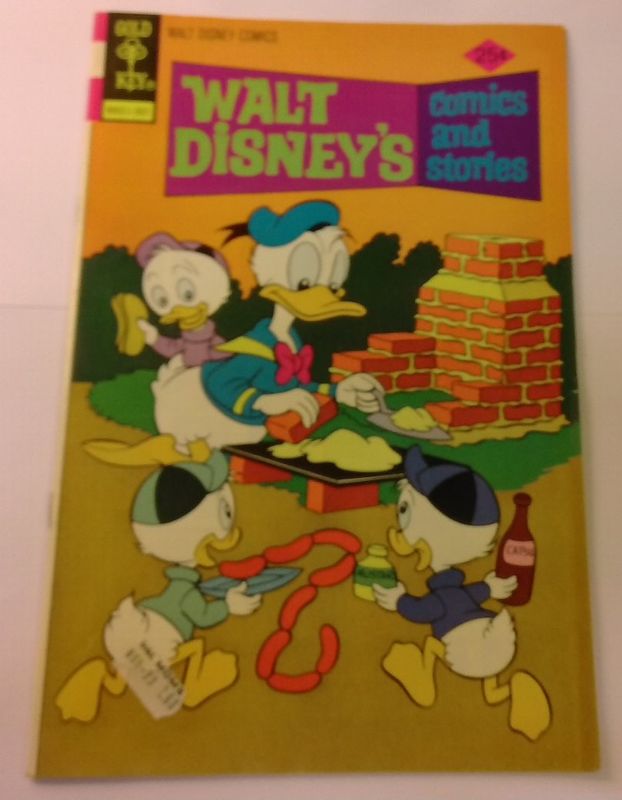 GOLD
KEY
WALT DISNEY COMICS
25¢
WALT
DISNEY'S
comics
and
stories